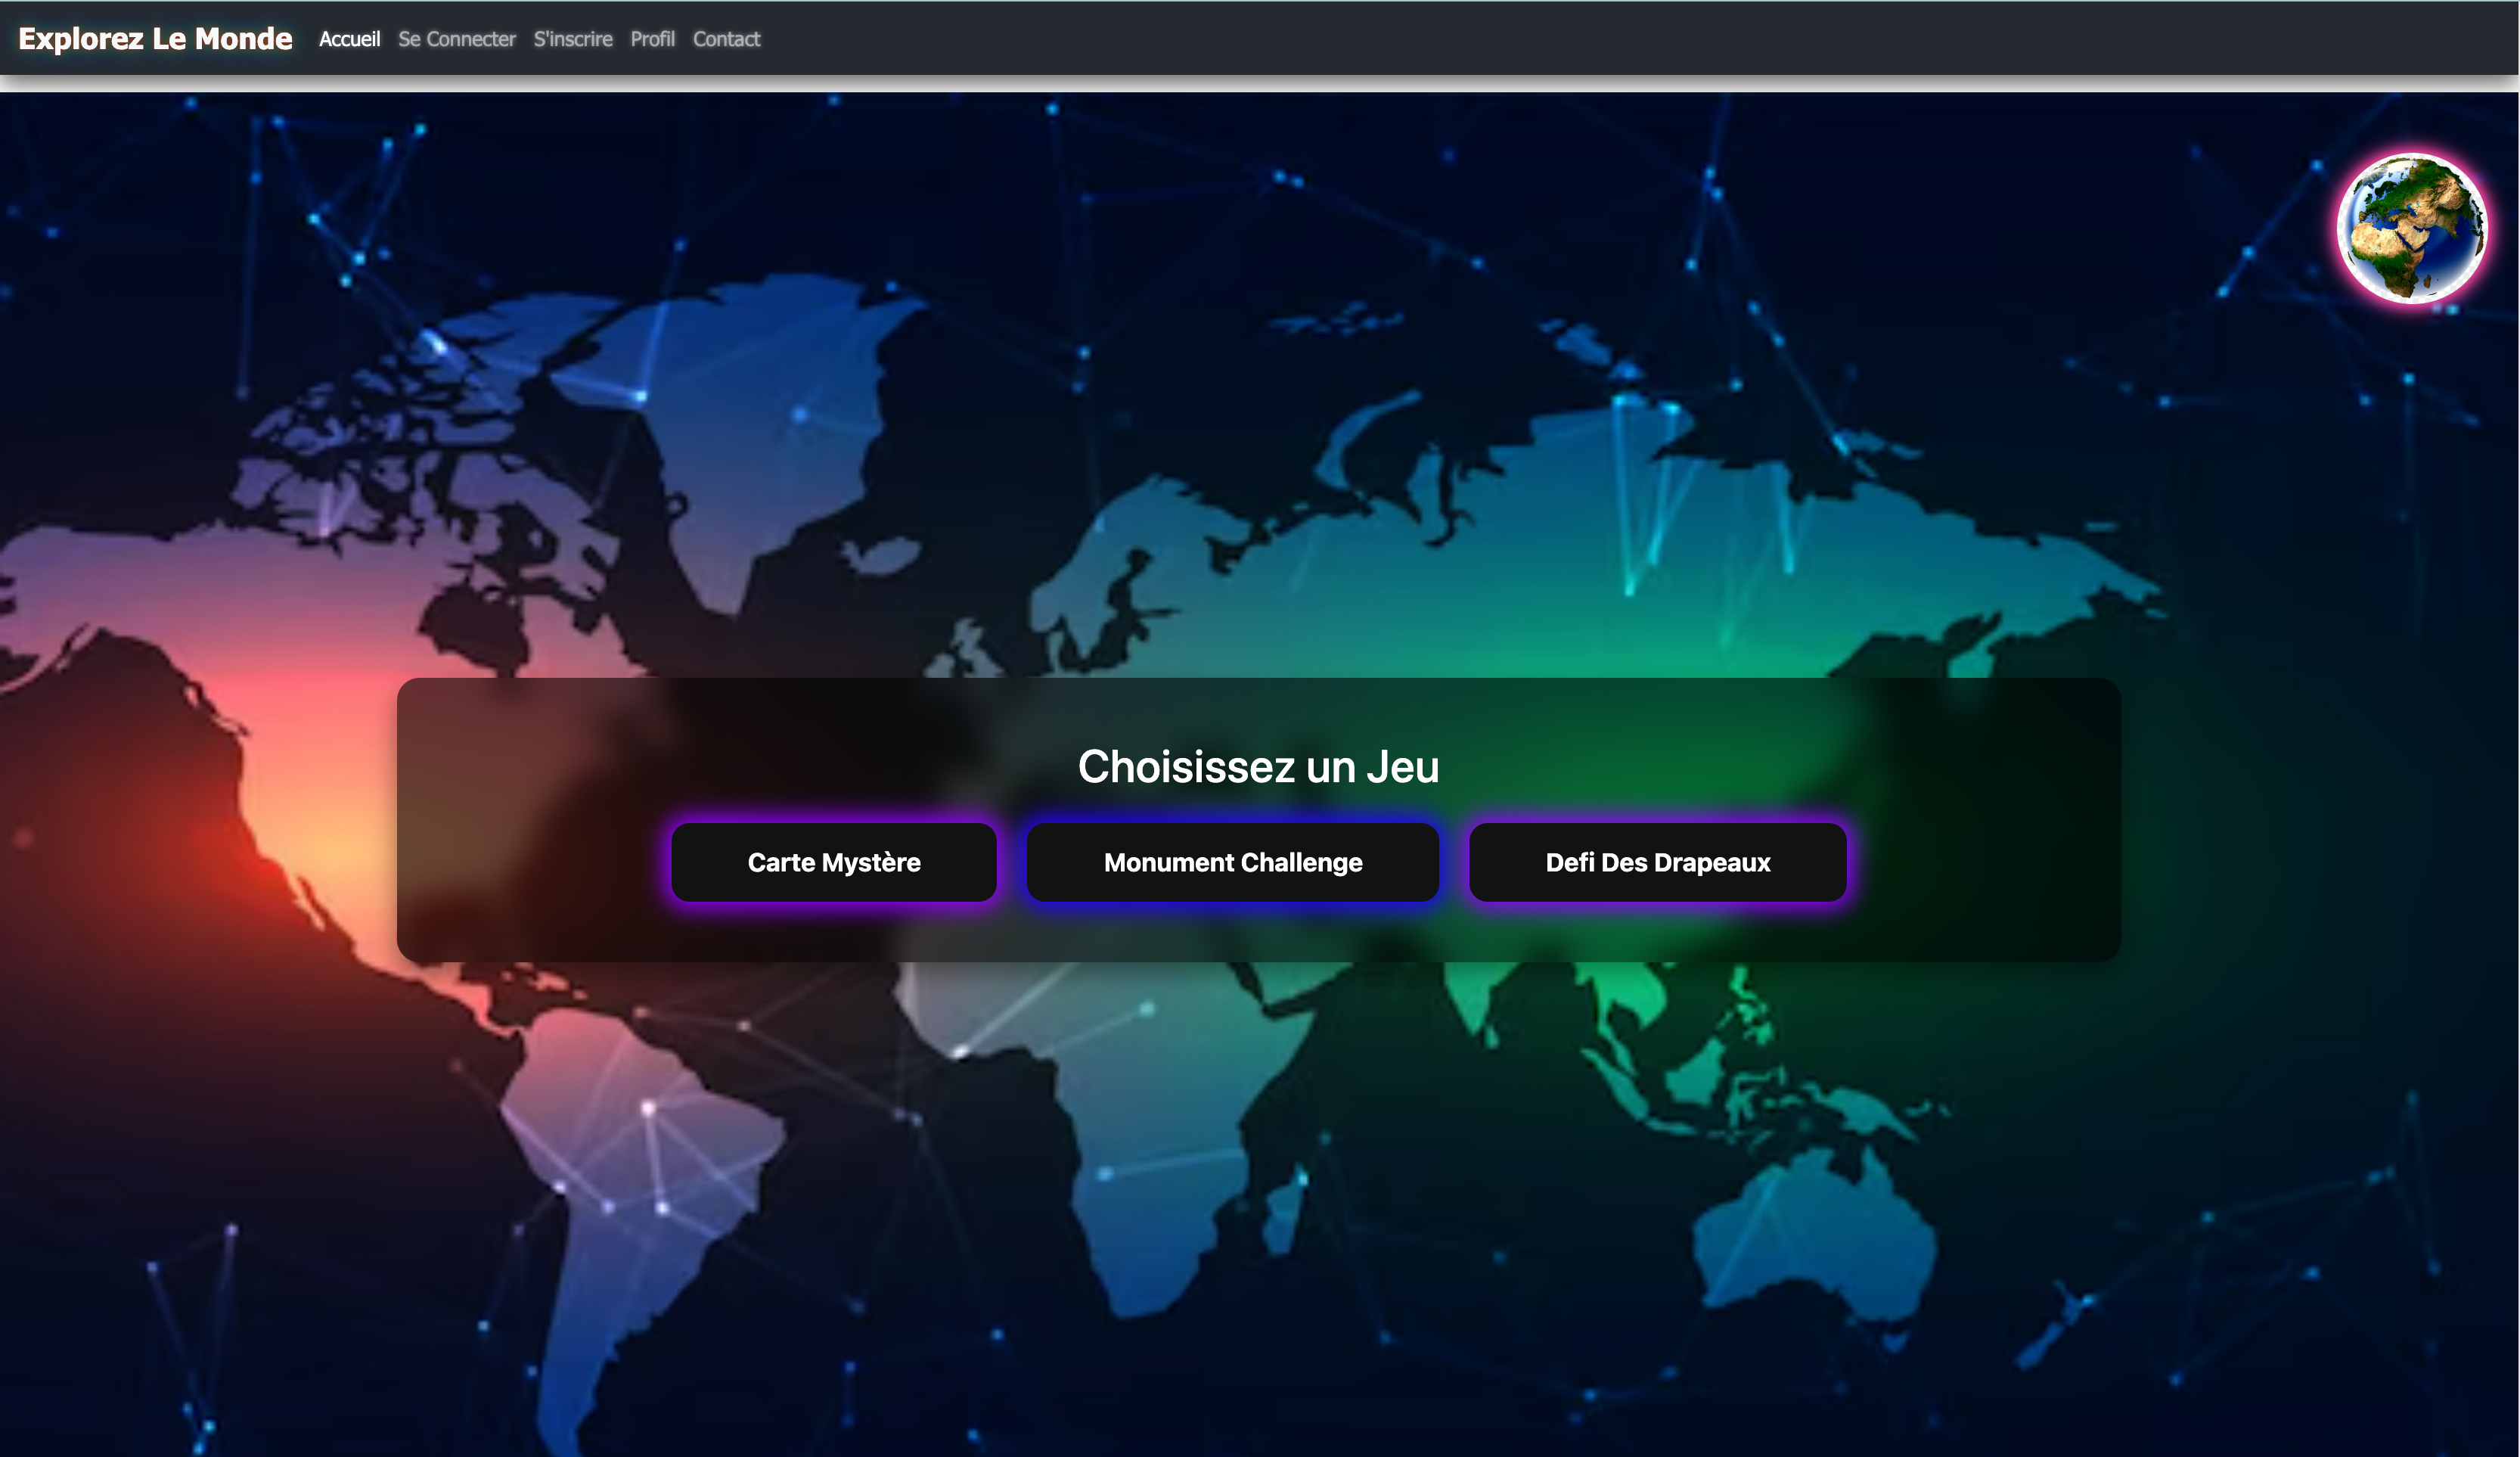 Explorez Le Monde Accueil Se Connecter S'inscrire Profil Contact
Choisissez un Jeu
Carte Mystère Monument Challenge Defi Des Drapeaux